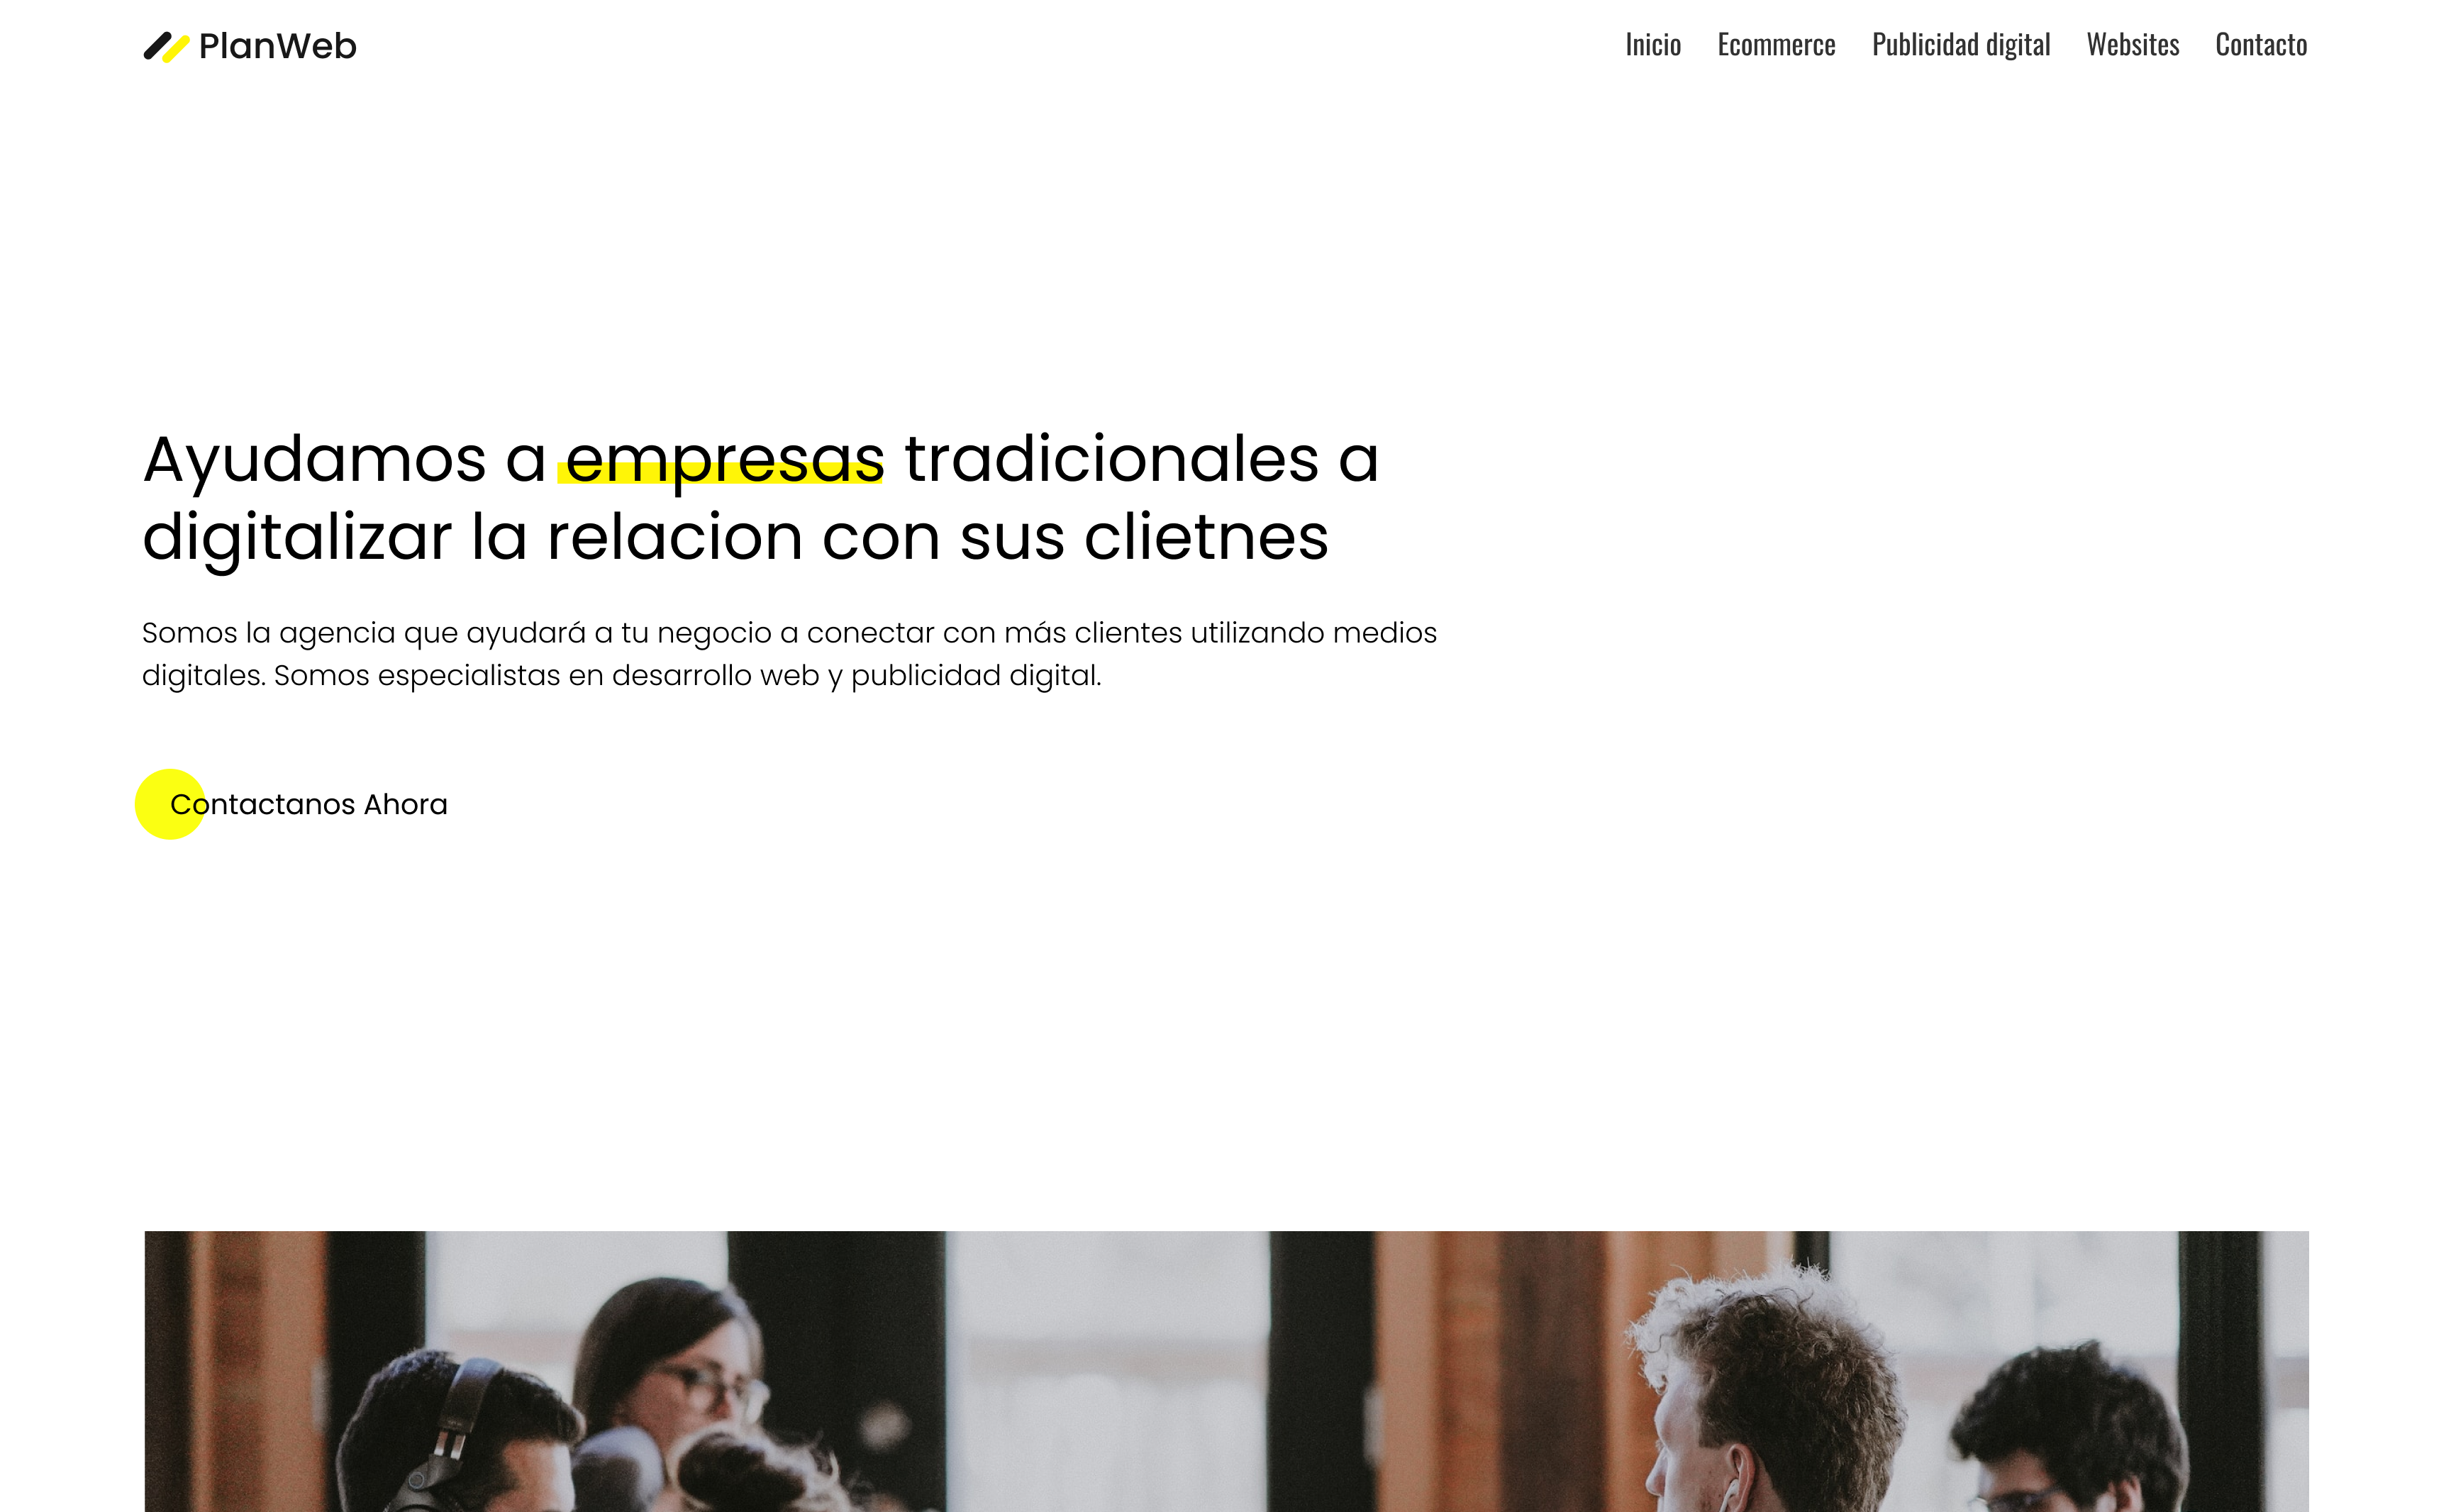 PlanWeb
Inicio Ecommerce Publicidad digital Websites Contacto
Ayudamos a empresas tradicionales a
digitalizar la relacion con sus clietnes
Somos la agencia que ayudará a tu negocio a conectar con más clientes utilizando medios
digitales. Somos especialistas en desarrollo web y publicidad digital.
Contactanos Ahora